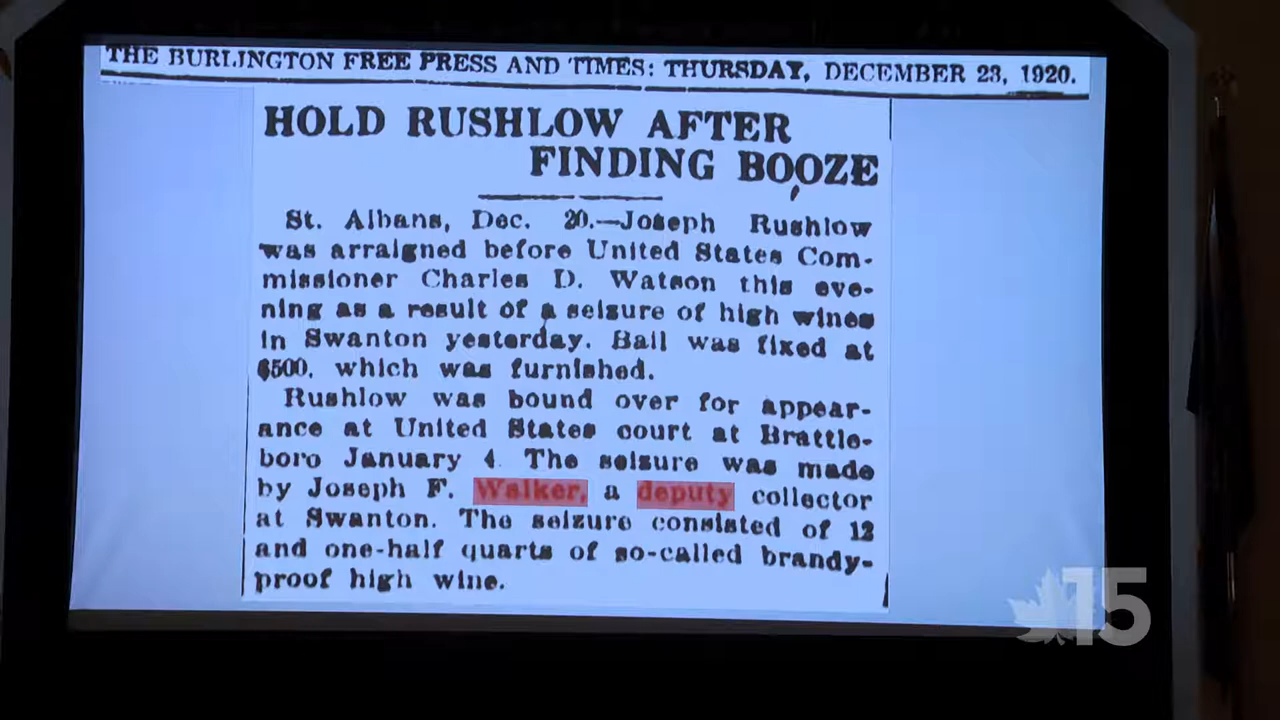 THE BURLINGTON FREE PRESS AND TIMES: THURSDAY, DECEMBER 23, 1920.
HOLD RUSHLOW AFTER
FINDING BOOZE
St. Albans, Dec. 20.—Joseph Rushlow
was arraigned before United States Com-
missioner Charles D. Watson this eve-
ning as a result of a seizure of high wines
in Swanton yesterday. Bail was fixed at
$500, which was furnished.
Rushlow was bound over for appear-
ance at United States court at Brattle-
boro January 4. The seizure was made
by Joseph F. Walker, a deputy collector
at Swanton. The seizure consisted of 12
and one-half quarts of so-called brandy-
proof high wine.
15